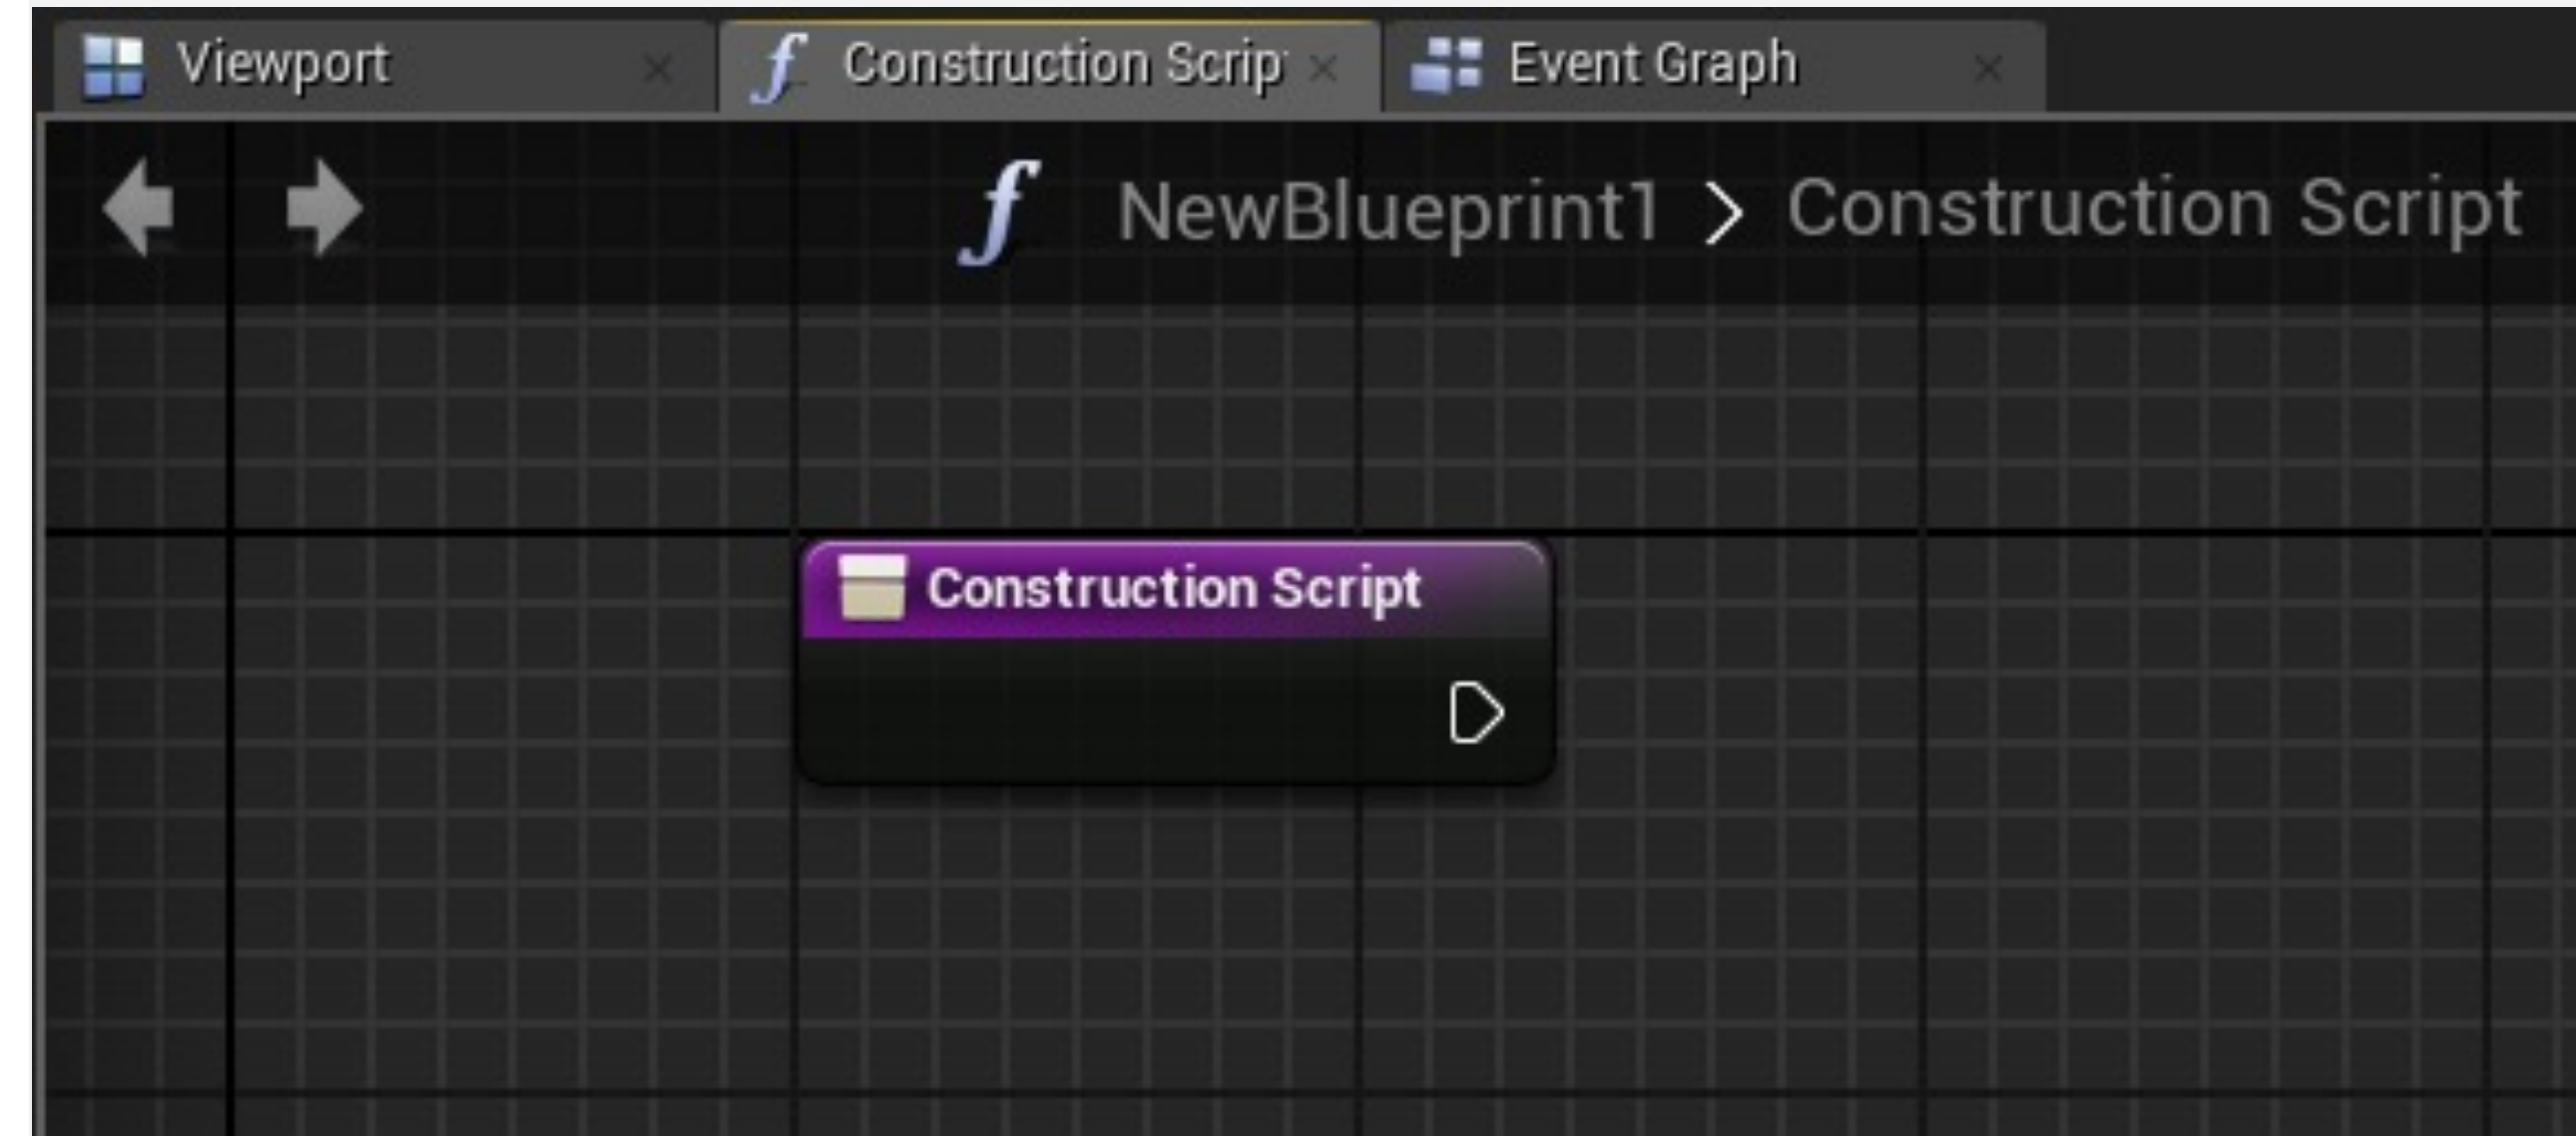 Viewport
Construction Scrip
Event Graph
NewBlueprint1 > Construction Script
Construction Script